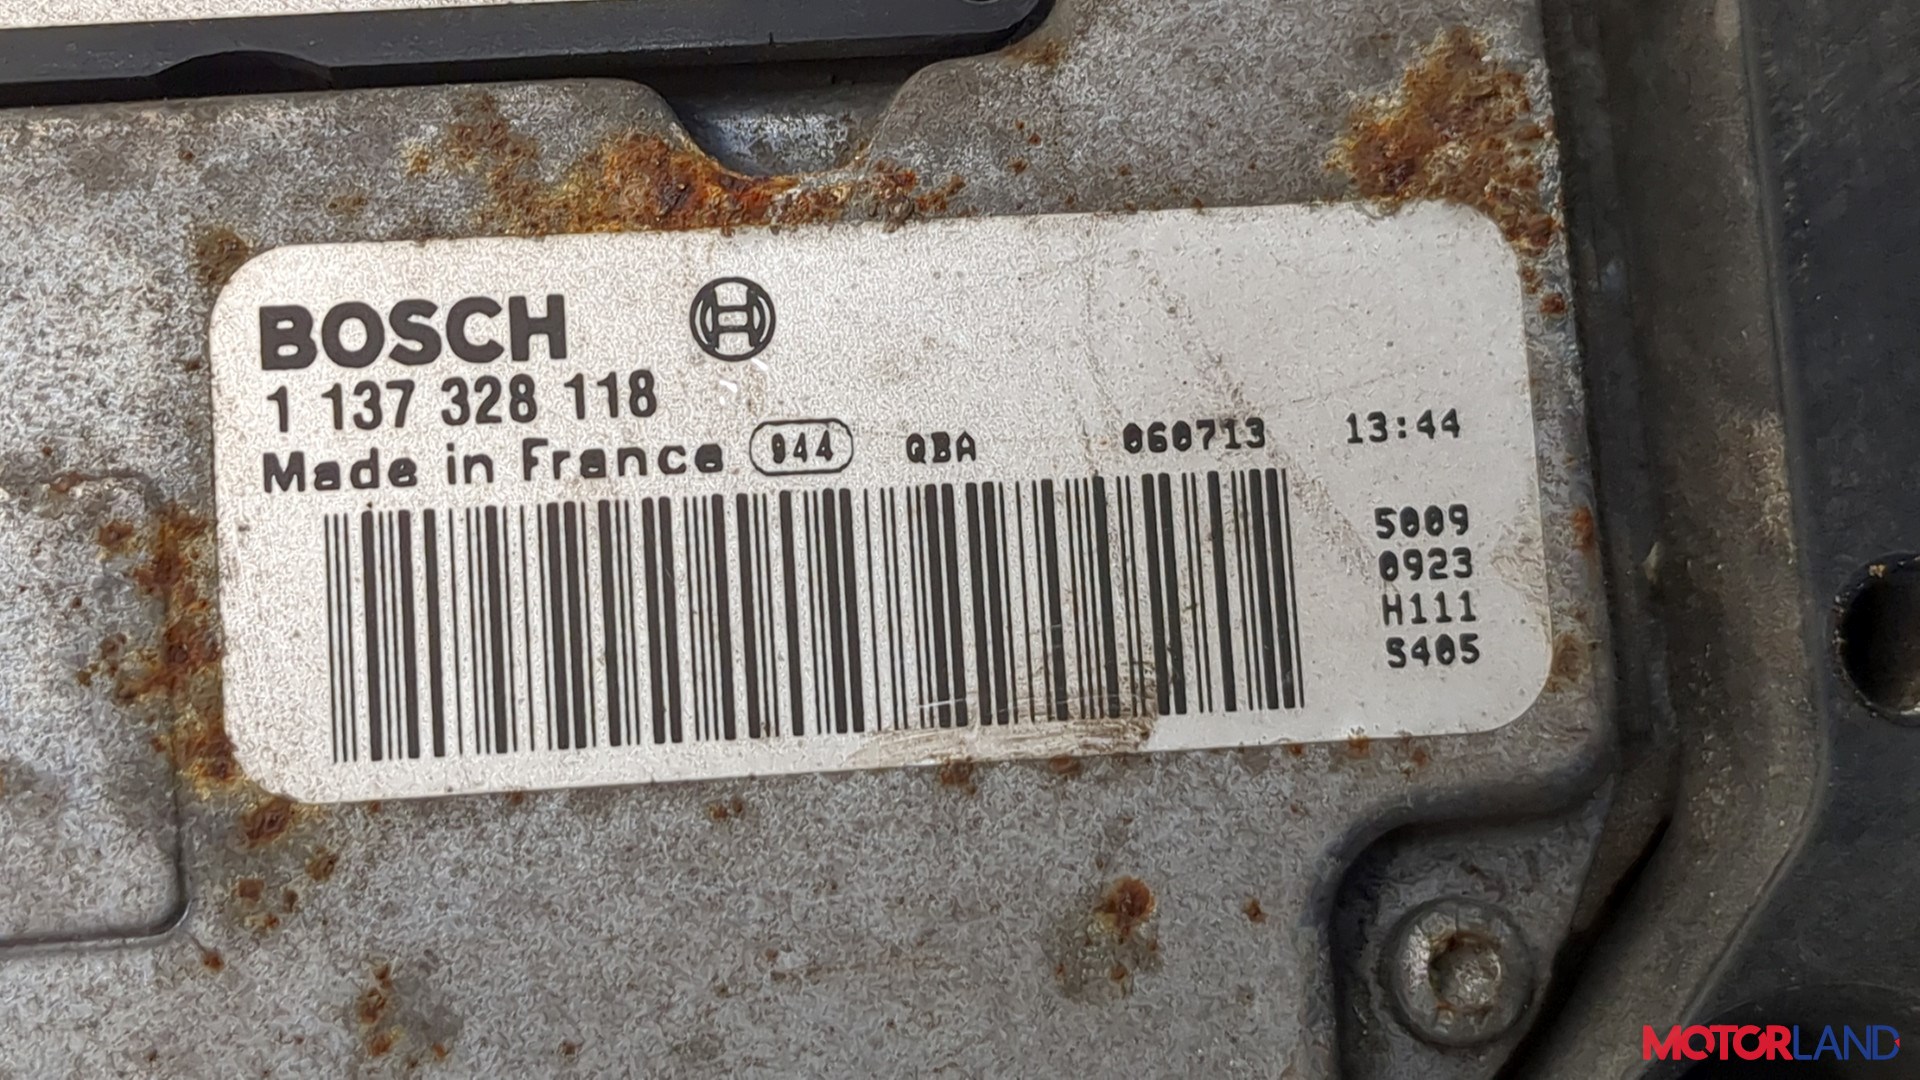 BOSCH
1 137 328 118
Made in France 944 QBA 060713 13:44
5009
0923
H111
S405
MOTORLAND